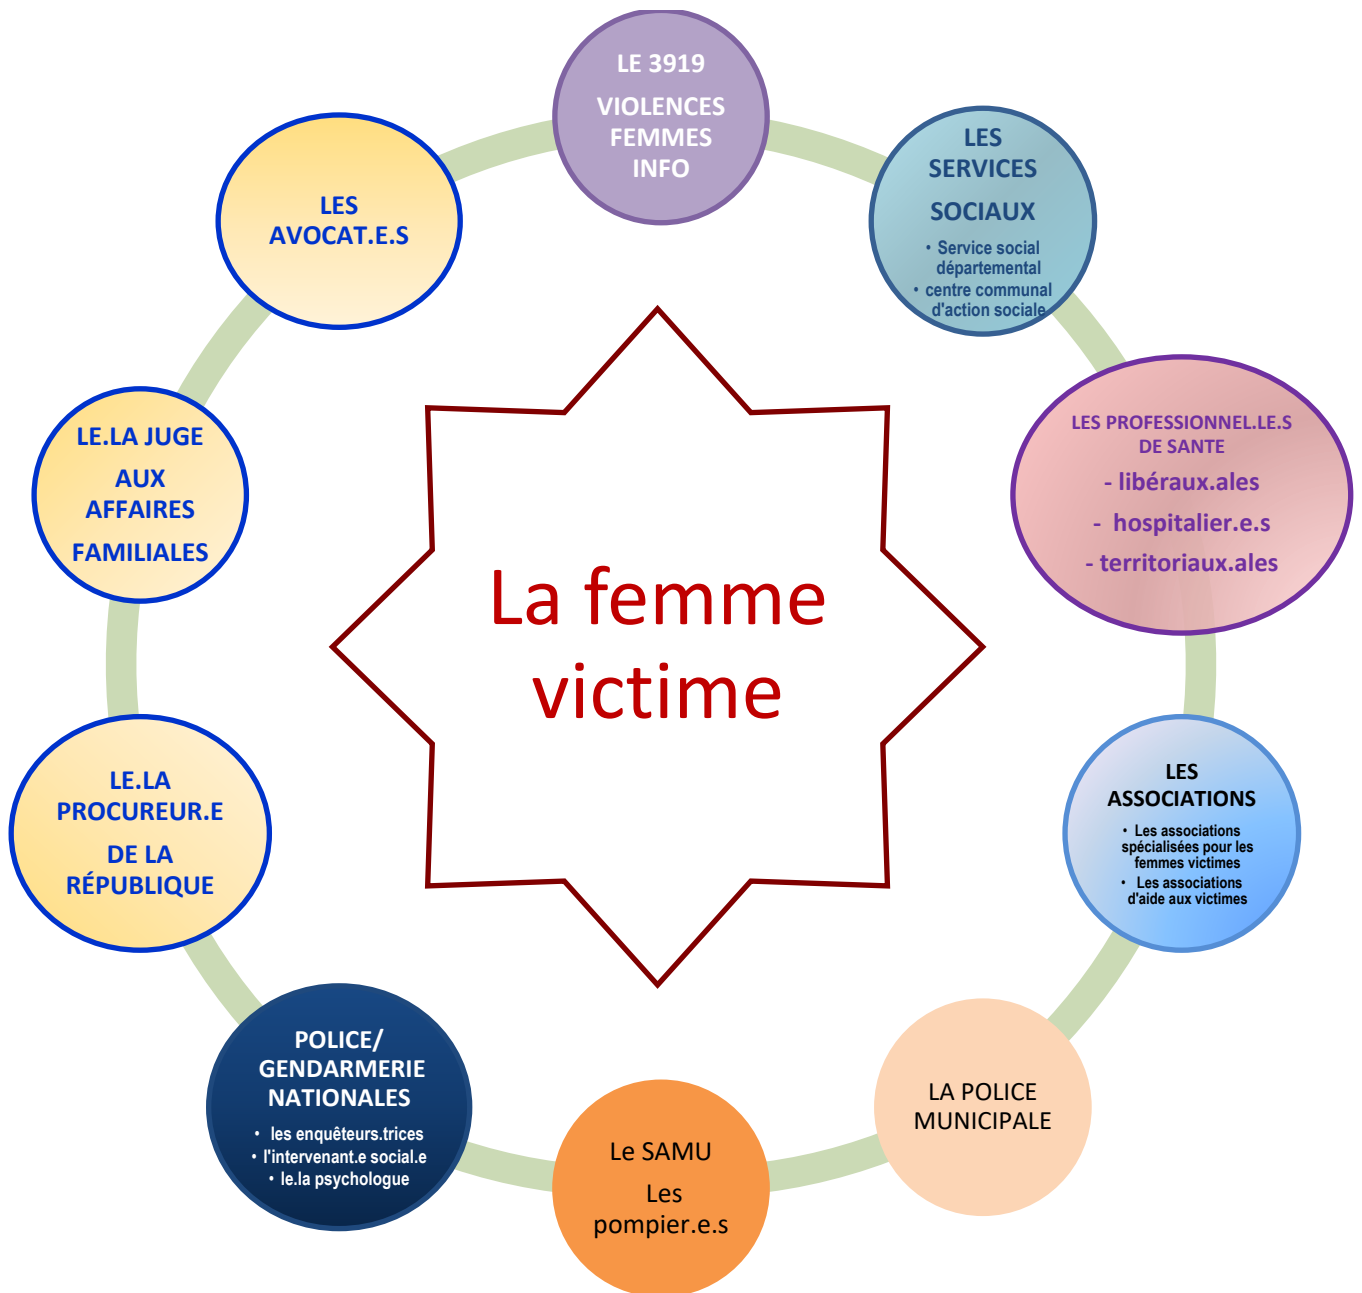 LE 3919
VIOLENCES
FEMMES
INFO
LES
SERVICES
SOCIAUX
• Service social
départemental
• centre communal
d'action sociale
LES PROFESSIONNEL.LE.S
DE SANTE
- libéraux.ales
- hospitalier.e.s
- territoriaux.ales
LES
ASSOCIATIONS
• Les associations
spécialisées pour les
femmes victimes
• Les associations
d'aide aux victimes
LA POLICE
MUNICIPALE
Le SAMU
Les
pompier.e.s
POLICE/
GENDARMERIE
NATIONALES
• les enquêteurs.trices
• l'intervenant.e social.e
• le.la psychologue
LE.LA
PROCUREUR.E
DE LA
RÉPUBLIQUE
LE.LA JUGE
AUX
AFFAIRES
FAMILIALES
LES
AVOCAT.E.S
La femme
victime